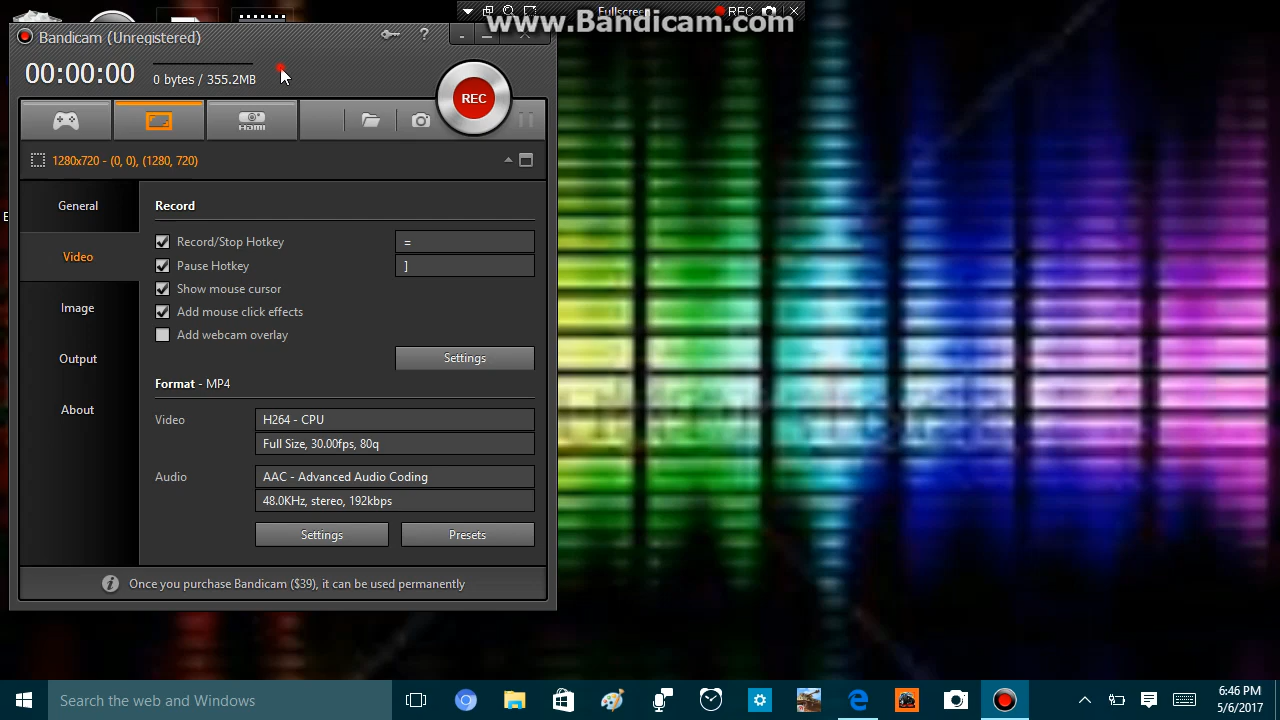 Fullscreen
REC
www.Bandicam.com
Bandicam (Unregistered)
?
00:00:00
0 bytes / 355.2MB
REC
HDMI
1280x720 - (0, 0), (1280, 720)
General
Video
Image
Output
About
Record
Record/Stop Hotkey
=
Pause Hotkey
]
Show mouse cursor
Add mouse click effects
Add webcam overlay
Settings
Format - MP4
Video
H264 - CPU
Full Size, 30.00fps, 80q
Audio
AAC - Advanced Audio Coding
48.0KHz, stereo, 192kbps
Settings
Presets
Once you purchase Bandicam ($39), it can be used permanently
Search the web and Windows
6:46 PM
5/6/2017